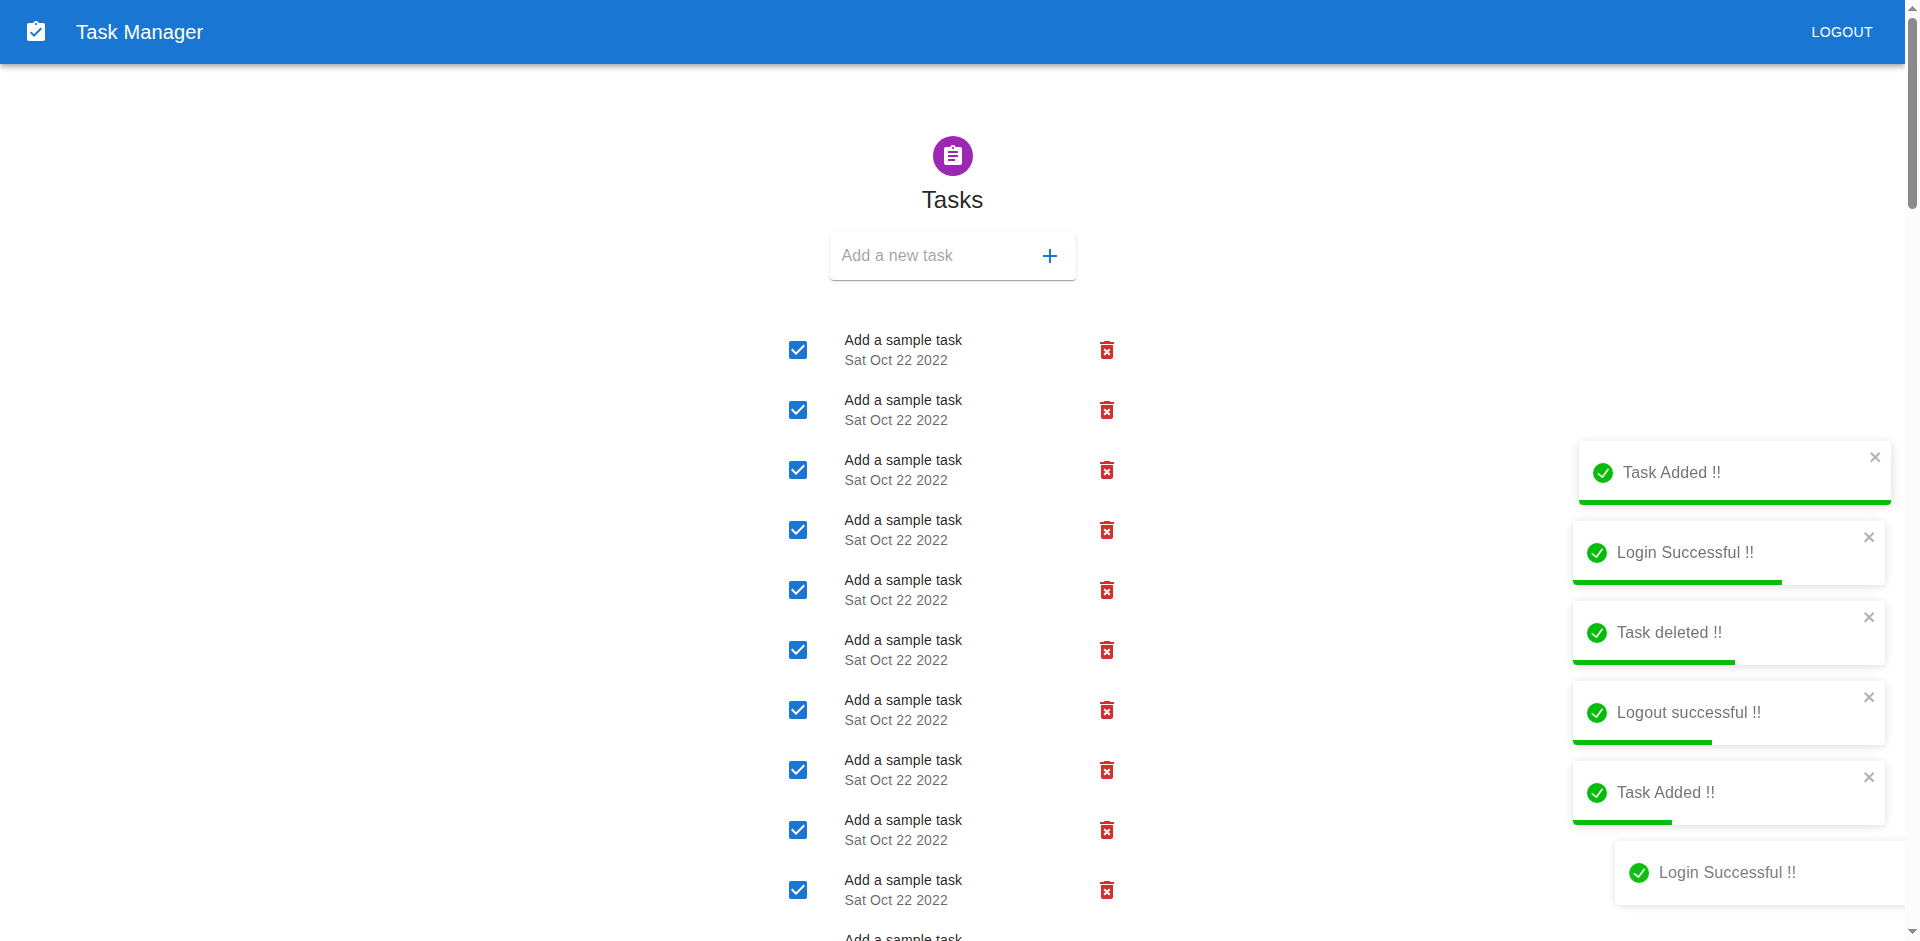 Task Manager
LOGOUT
Tasks
Add a new task
Add a sample task
Sat Oct 22 2022
Add a sample task
Sat Oct 22 2022
Add a sample task
Sat Oct 22 2022
Add a sample task
Sat Oct 22 2022
Add a sample task
Sat Oct 22 2022
Add a sample task
Sat Oct 22 2022
Add a sample task
Sat Oct 22 2022
Add a sample task
Sat Oct 22 2022
Add a sample task
Sat Oct 22 2022
Add a sample task
Sat Oct 22 2022
Add a sample task
Task Added !!
Login Successful !!
Task deleted !!
Logout successful !!
Task Added !!
Login Successful !!